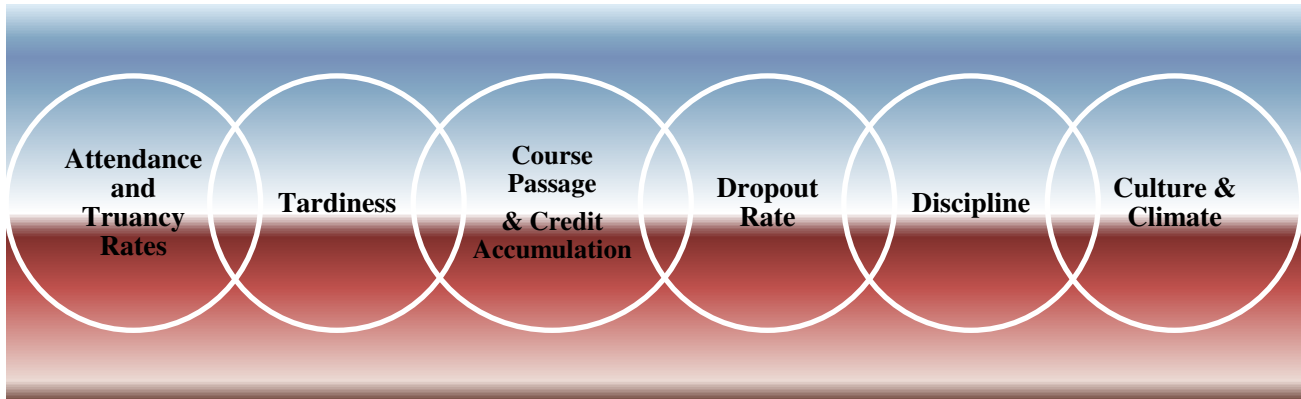 Attendance
and
Truancy
Rates
Tardiness
Course
Passage
& Credit
Accumulation
Dropout
Rate
Discipline
Culture &
Climate